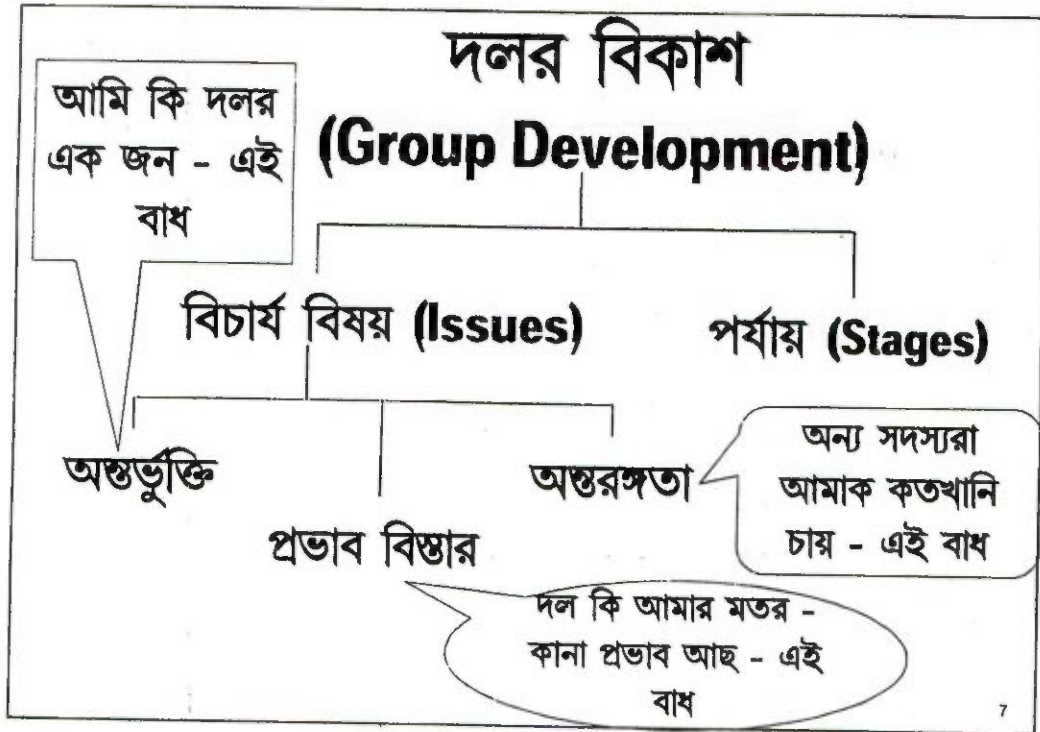 দলর বিকাশ
(Group Development)
আমি কি দলর
এক জন - এই
বাধ
বিচার্য বিষয় (Issues)
পর্যায় (Stages)
অন্তর্ভুক্তি
প্রভাব বিস্তার
অন্তরঙ্গতা
অন্য সদস্যরা
আমাক কতখানি
চায় - এই বাধ
দল কি আমার মতর -
কানা প্রভাব আছ - এই
বাধ
7